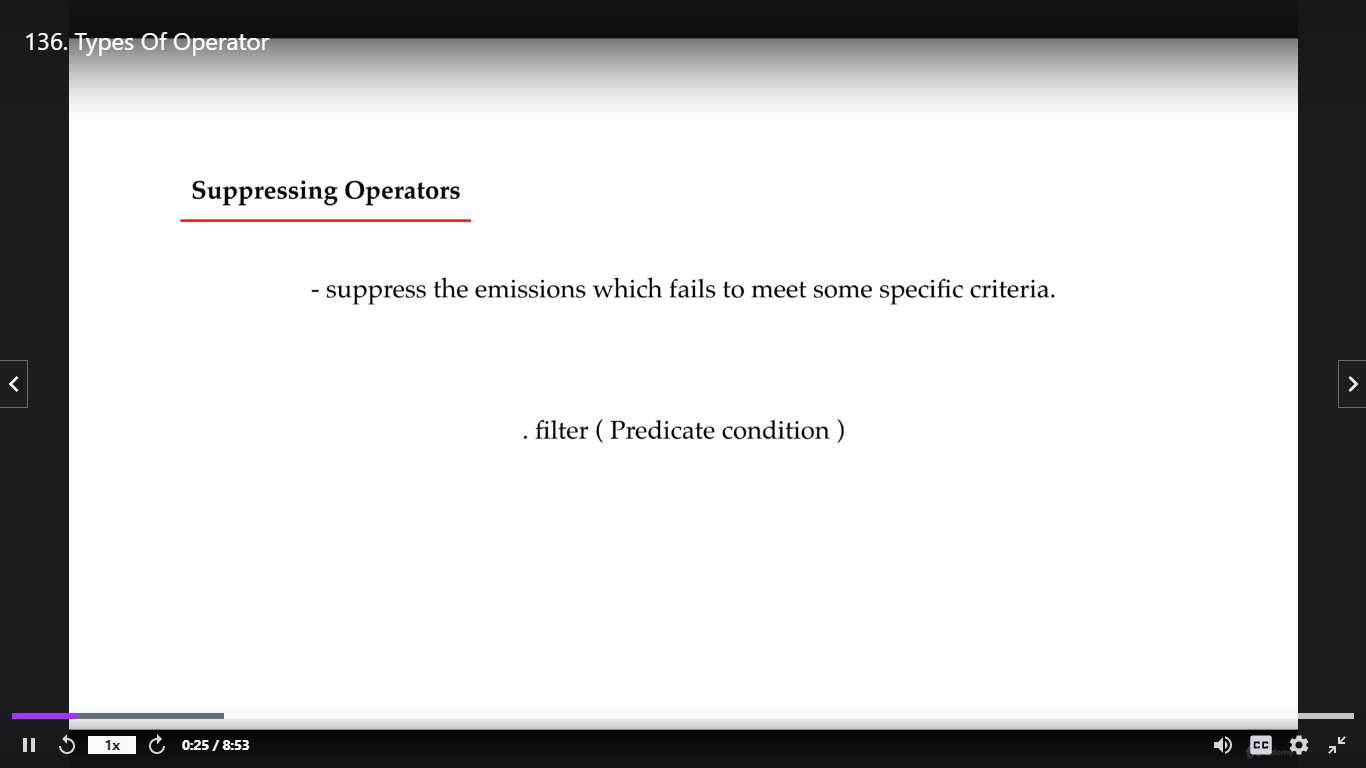 136. Types Of Operator
Suppressing Operators
- suppress the emissions which fails to meet some specific criteria.
. filter ( Predicate condition )
1x
0:25 / 8:53
CC